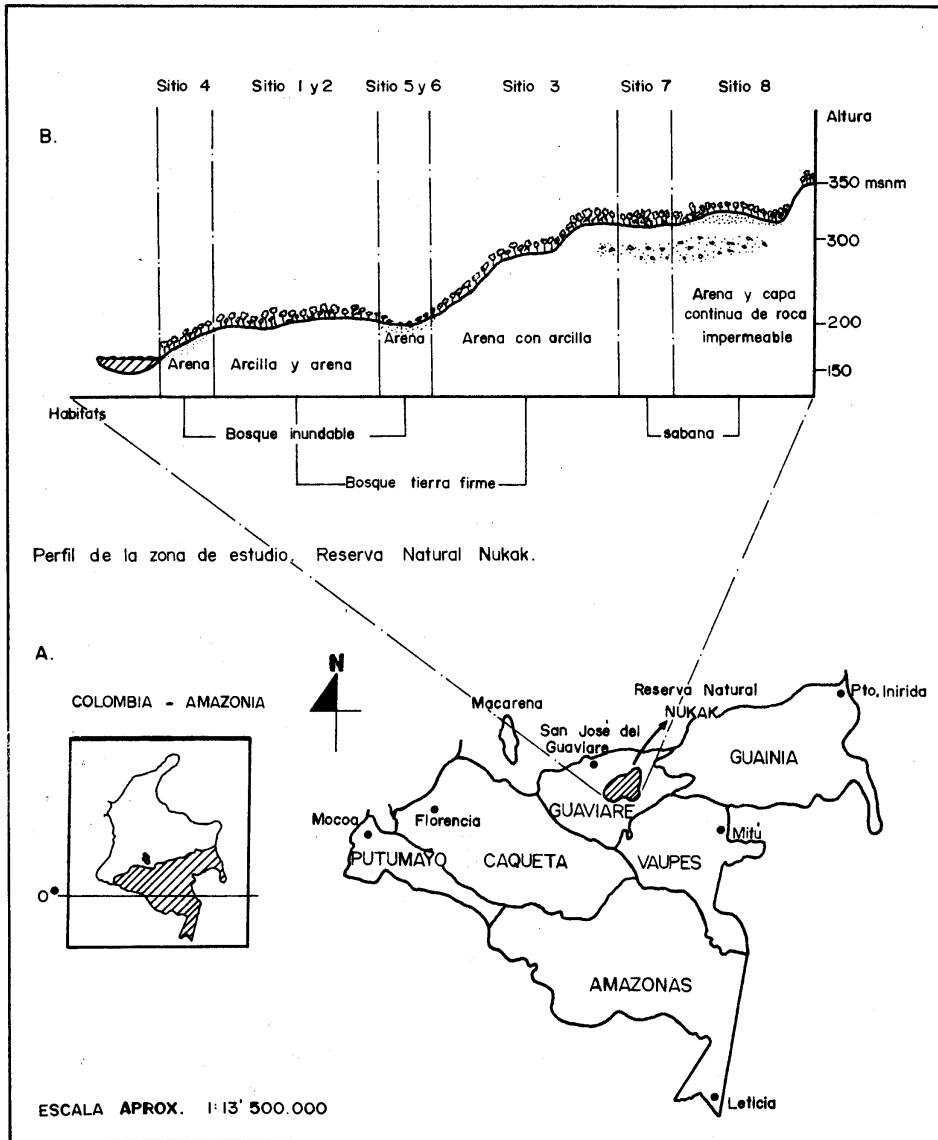 Sitio 4 Sitio 1 y 2 Sitio 5 y 6 Sitio 3 Sitio 7 Sitio 8
Altura
B.
350 msnm
300
Arena y capa
continua de roca
impermeable
200
Arena Arcilla y arena Arena Arena con arcilla
150
Habitats
Bosque inundable
sabana
Bosque tierra firme
Perfil de la zona de estudio. Reserva Natural Nukak.
A.
N
COLOMBIA - AMAZONIA
Macarena
Reserva Natural
NUKAK
Pto. Inirida
San José del
Guaviare
GUAINIA
GUAVIARE
Mocoa
Florencia
Mitú
PUTUMAYO
CAQUETA
VAUPES
0
AMAZONAS
Leticia
ESCALA APROX. 1:13' 500.000